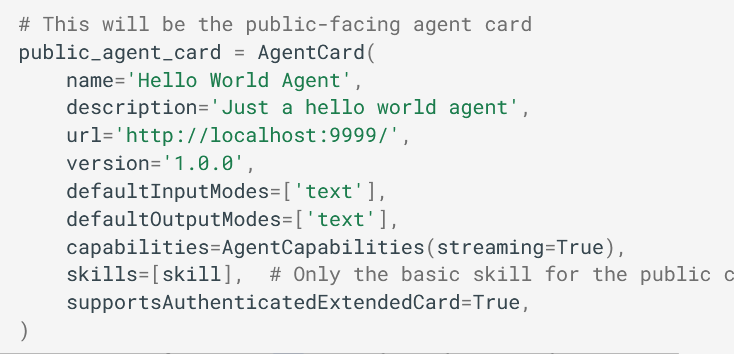 # This will be the public-facing agent card
public_agent_card = AgentCard(
    name='Hello World Agent',
    description='Just a hello world agent',
    url='http://localhost:9999/',
    version='1.0.0',
    defaultInputModes=['text'],
    defaultOutputModes=['text'],
    capabilities=AgentCapabilities(streaming=True),
    skills=[skill],  # Only the basic skill for the public c
    supportsAuthenticatedExtendedCard=True,
)